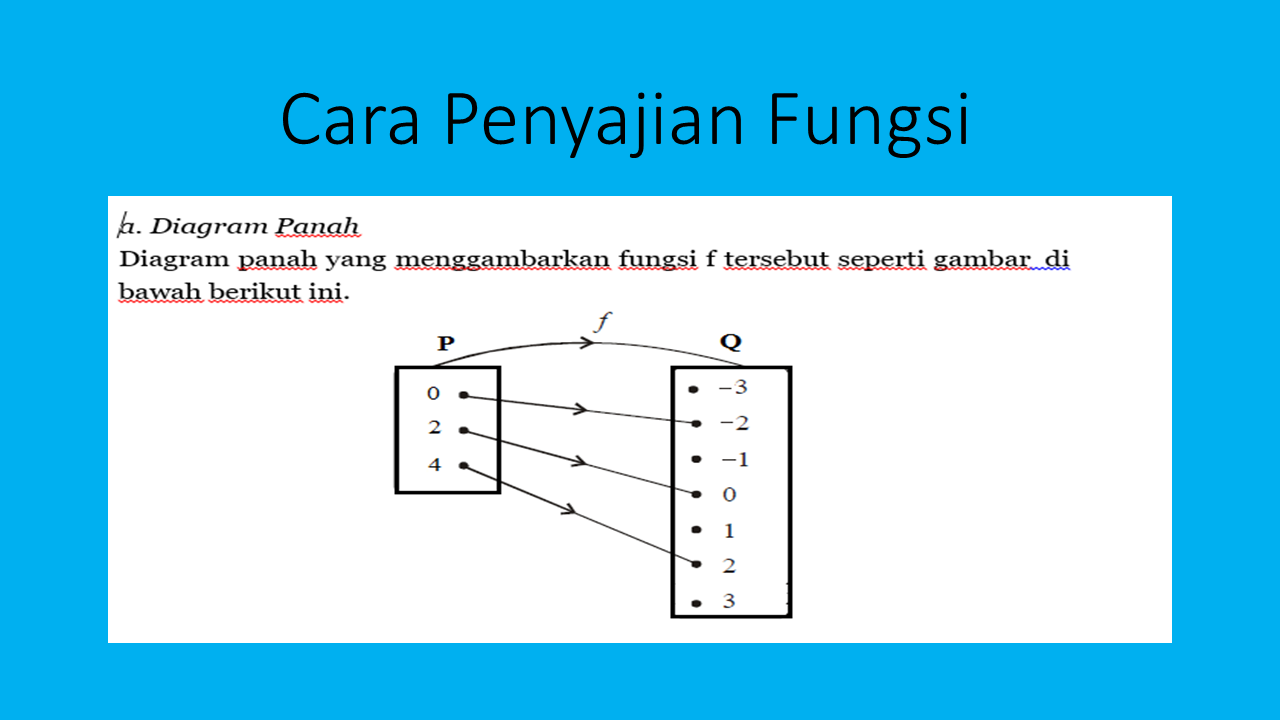 Cara Penyajian Fungsi
a. Diagram Panah
Diagram panah yang menggambarkan fungsi f tersebut seperti gambar di
bawah berikut ini.
f
P Q
0
2
4
−3
−2
−1
0
1
2
3